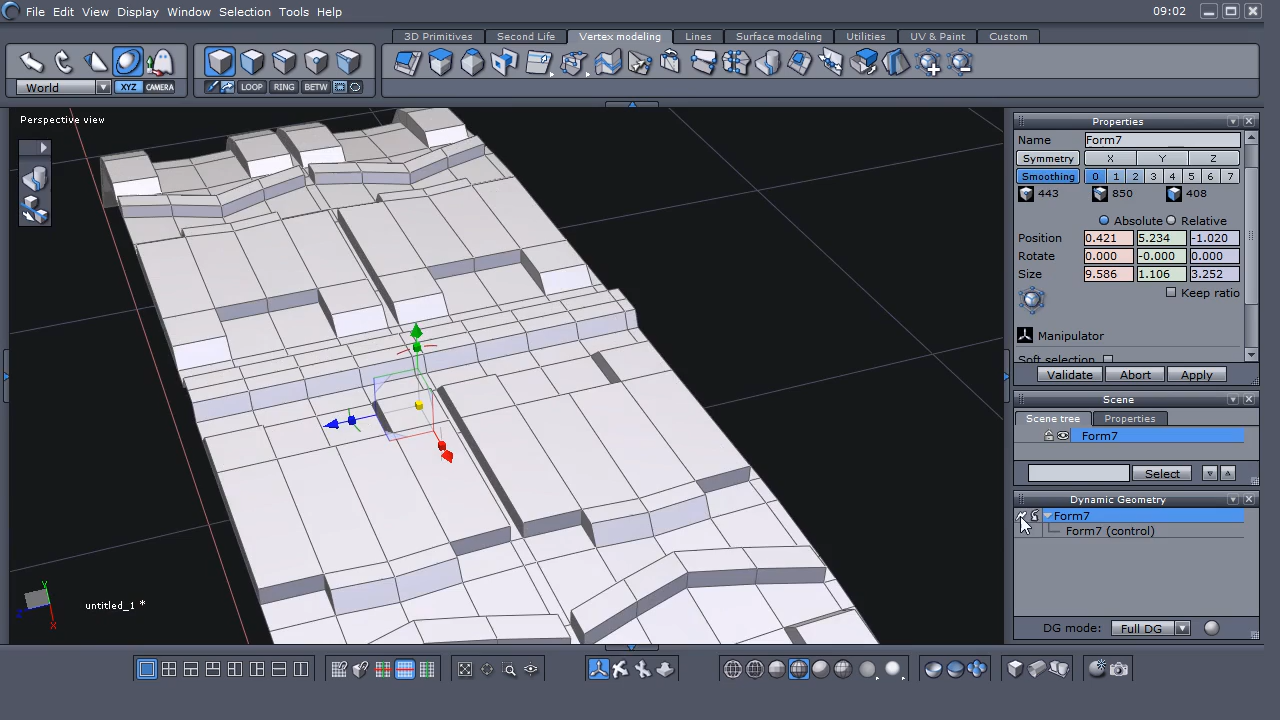 File Edit View Display Window Selection Tools Help 09:02
3D Primitives Second Life Vertex modeling Lines Surface modeling Utilities UV & Paint Custom
World XYZ CAMERA LOOP RING BETW
Perspective view
Properties
Name Form7
Symmetry X Y Z
Smoothing 0 1 2 3 4 5 6 7
443 850 408
Absolute Relative
Position 0.421 5.234 -1.020
Rotate 0.000 -0.000 0.000
Size 9.586 1.106 3.252
Keep ratio
Manipulator
Soft selection
Validate Abort Apply
Scene
Scene tree Properties
Form7
Select
Dynamic Geometry
Form7
Form7 (control)
Y
Z
X
untitled_1 *
DG mode: Full DG